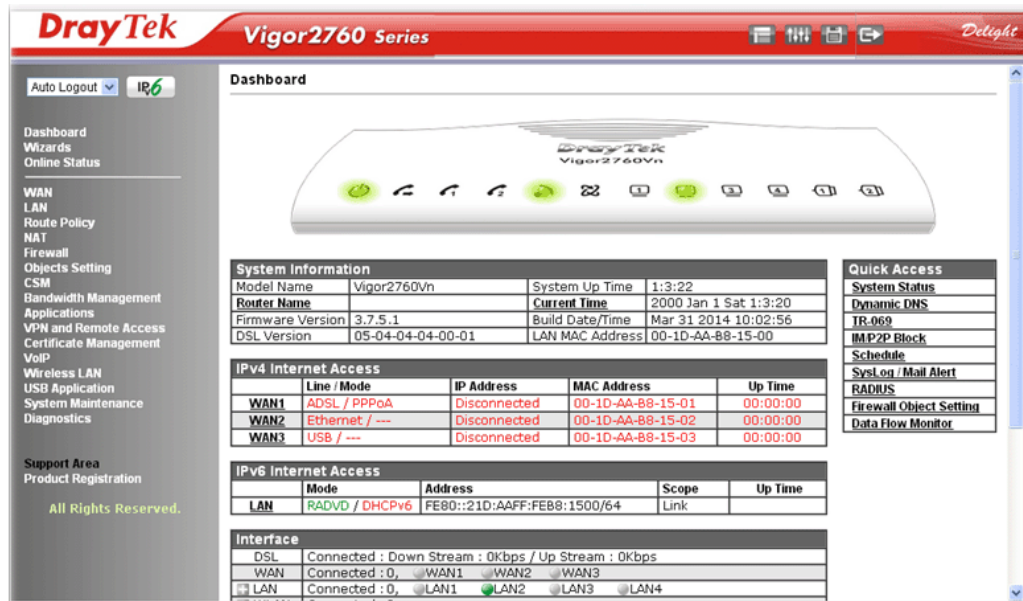 DrayTek
Vigor2760 Series
Delight
Auto Logout
IPv6
Dashboard
Wizards
Online Status
WAN
LAN
Route Policy
NAT
Firewall
Objects Setting
CSM
Bandwidth Management
Applications
VPN and Remote Access
Certificate Management
VoIP
Wireless LAN
USB Application
System Maintenance
Diagnostics
Support Area
Product Registration
All Rights Reserved.
Dashboard
DrayTek
Vigor2760Vn
1 2 1 2 3 4 1 2
System Information
Model Name Vigor2760Vn System Up Time 1:3:22
Router Name Current Time 2000 Jan 1 Sat 1:3:20
Firmware Version 3.7.5.1 Build Date/Time Mar 31 2014 10:02:56
DSL Version 05-04-04-04-00-01 LAN MAC Address 00-1D-AA-B8-15-00
IPv4 Internet Access
Line / Mode IP Address MAC Address Up Time
WAN1 ADSL / PPPoA Disconnected 00-1D-AA-B8-15-01 00:00:00
WAN2 Ethernet / --- Disconnected 00-1D-AA-B8-15-02 00:00:00
WAN3 USB / --- Disconnected 00-1D-AA-B8-15-03 00:00:00
IPv6 Internet Access
Mode Address Scope Up Time
LAN RADVD / DHCPv6 FE80::21D:AAFF:FEB8:1500/64 Link
Interface
DSL Connected : Down Stream : 0Kbps / Up Stream : 0Kbps
WAN Connected : 0, WAN1 WAN2 WAN3
LAN Connected : 0, LAN1 LAN2 LAN3 LAN4
Quick Access
System Status
Dynamic DNS
TR-069
IM/P2P Block
Schedule
SysLog / Mail Alert
RADIUS
Firewall Object Setting
Data Flow Monitor